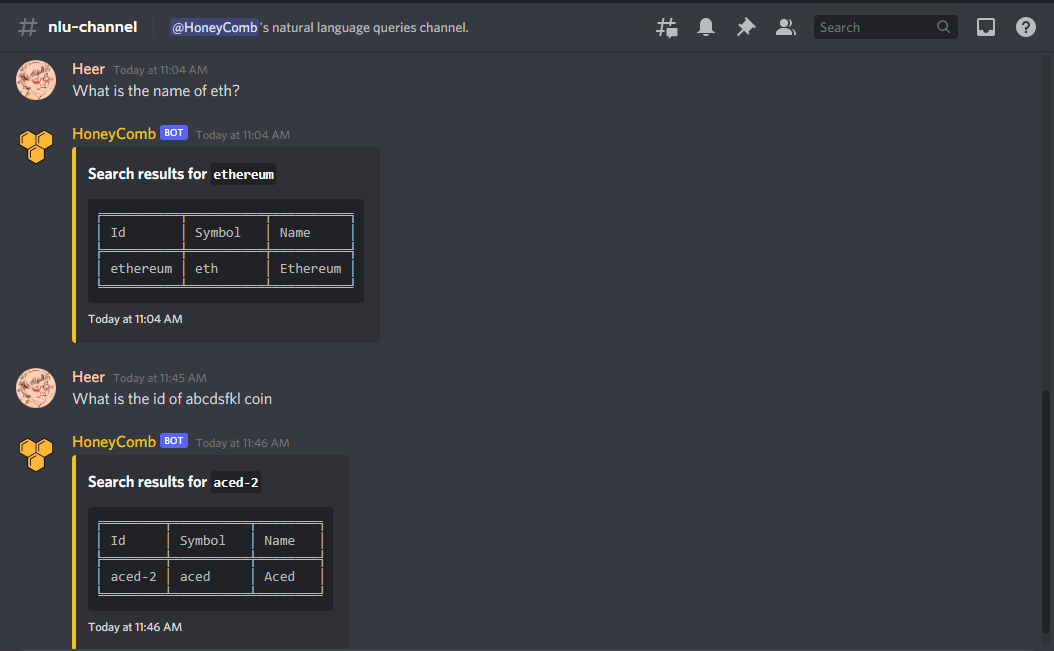 # nlu-channel @HoneyComb's natural language queries channel. Search
Heer Today at 11:04 AM
What is the name of eth?
HoneyComb BOT Today at 11:04 AM
Search results for ethereum
Id Symbol Name
ethereum eth Ethereum
Today at 11:04 AM
Heer Today at 11:45 AM
What is the id of abcdsfkl coin
HoneyComb BOT Today at 11:46 AM
Search results for aced-2
Id Symbol Name
aced-2 aced Aced
Today at 11:46 AM